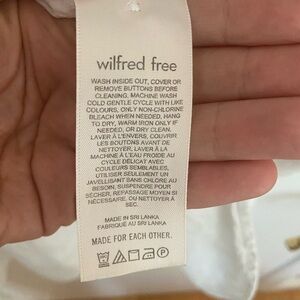 wilfred free
WASH INSIDE OUT, COVER OR
REMOVE BUTTONS BEFORE
CLEANING, MACHINE WASH
COLD GENTLE CYCLE WITH LIKE
COLOURS, ONLY NON-CHLORINE
BLEACH WHEN NEEDED, HANG
TO DRY, WARM IRON ONLY IF
NEEDED, OR DRY CLEAN.
LAVER À L'ENVERS, COUVRIR
LES BOUTONS AVANT DE
NETTOYER, LAVER À LA
MACHINE À L'EAU FROIDE AU
CYCLE DÉLICAT AVEC
COULEURS SEMBLABLES,
UTILISER SEULEMENT UN
JAVELLISANT SANS CHLORE AU
BESOIN, SUSPENDRE POUR
SÉCHER, REPASSAGE MOYEN SI
NÉCESSAIRE, OU NETTOYER À
SEC.
MADE IN SRI LANKA
FABRIQUÉ AU SRI LANKA
MADE FOR EACH OTHER.